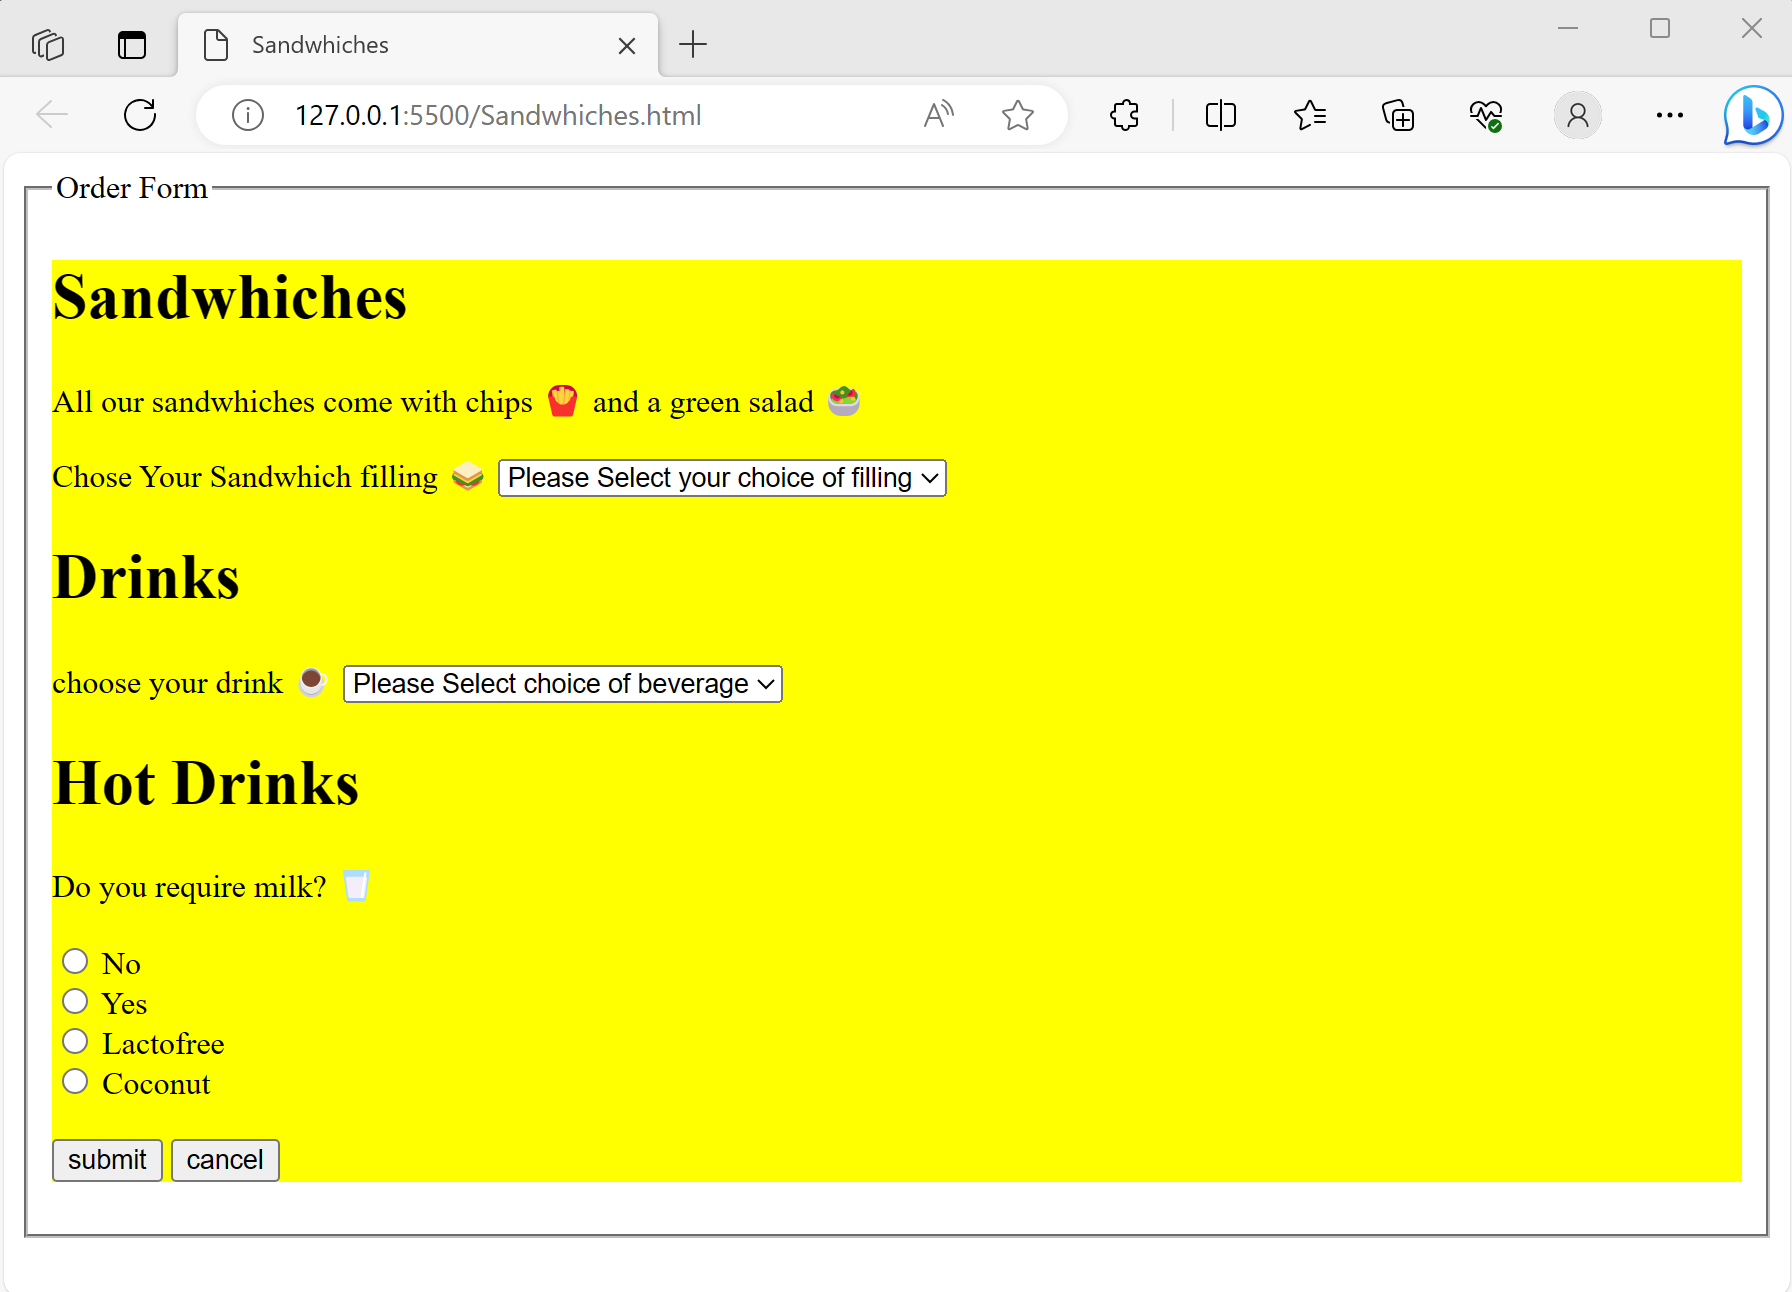 Sandwhiches
127.0.0.1:5500/Sandwhiches.html
Order Form
Sandwhiches
All our sandwhiches come with chips 🍟 and a green salad 🥗
Chose Your Sandwhich filling 🥪 Please Select your choice of filling
Drinks
choose your drink ☕ Please Select choice of beverage
Hot Drinks
Do you require milk? 🥛
No
Yes
Lactofree
Coconut
submit cancel